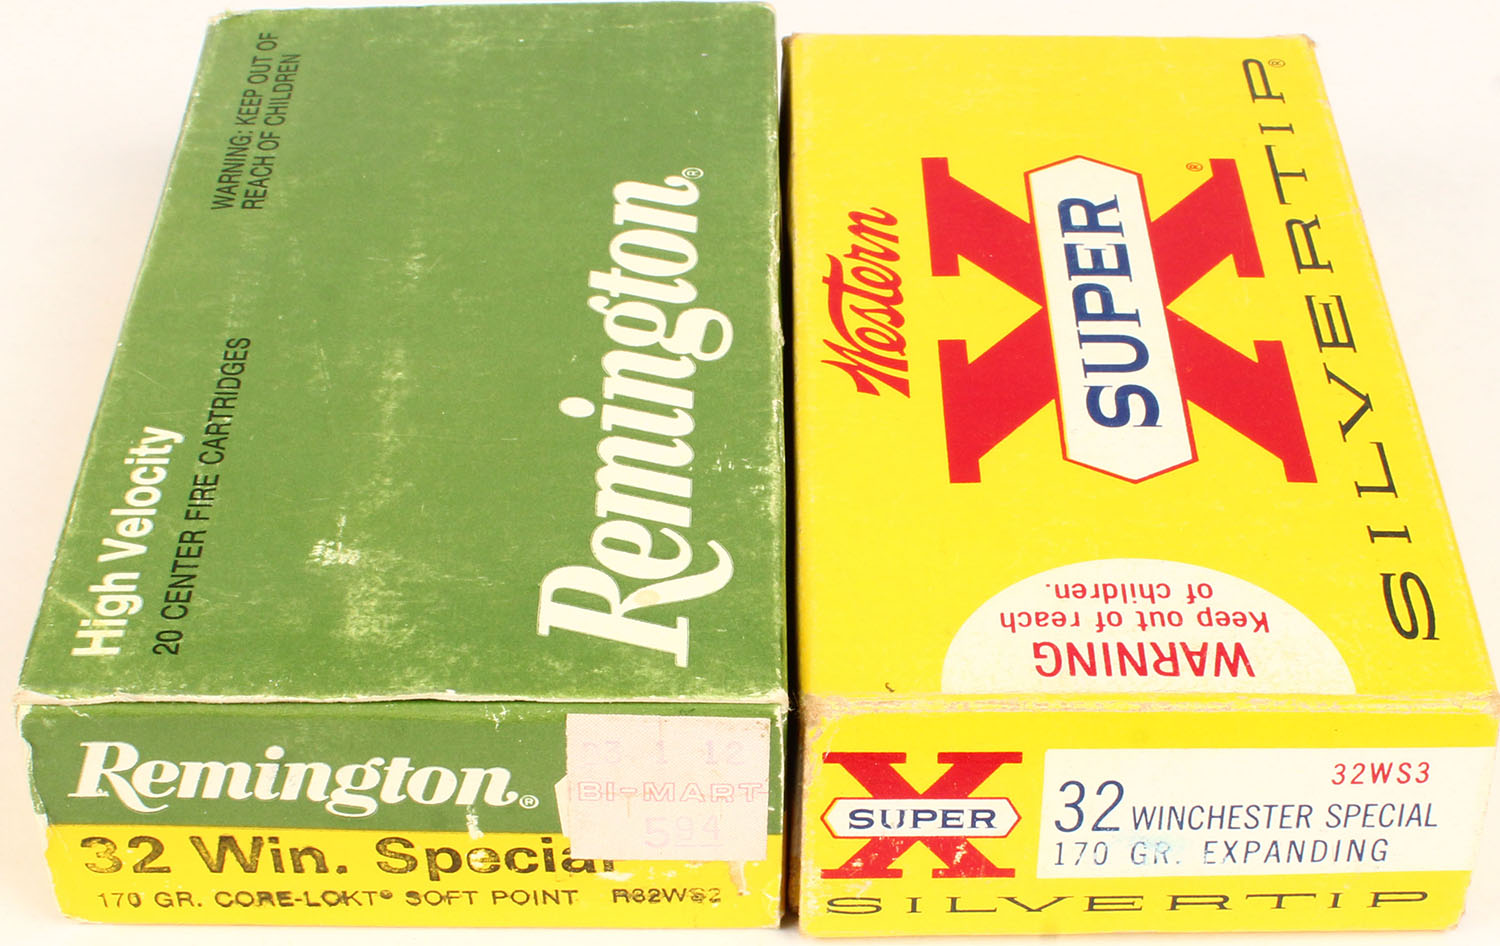 WARNING: KEEP OUT OF
REACH OF CHILDREN
High Velocity
20 CENTER FIRE CARTRIDGES
Remington®
Remington®
BI-MART
594
32 Win. Special
170 GR. CORE-LOKT® SOFT POINT R32WS2
Western
SUPER X®
SILVERTIP®
WARNING
Keep out of reach
of children.
SUPER X
32WS3
32 WINCHESTER SPECIAL
170 GR. EXPANDING
SILVERTIP